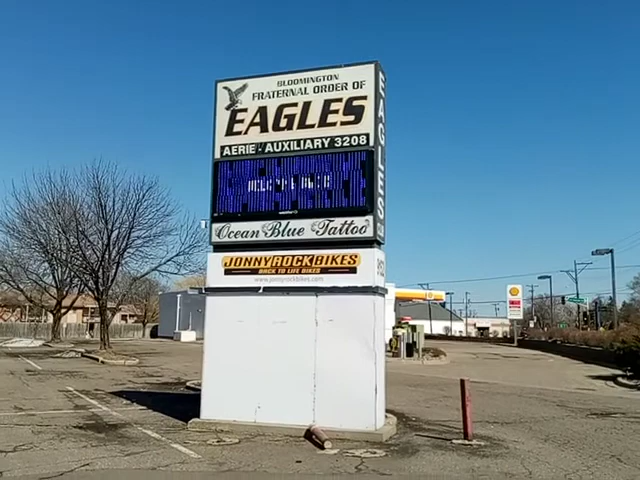 BLOOMINGTON
FRATERNAL ORDER OF
EAGLES
AERIE - AUXILIARY 3208
EAGLES
Ocean Blue Tattoo
JONNYROCKBIKES
BACK TO LIFE BIKES
www.jonnyrockbikes.com